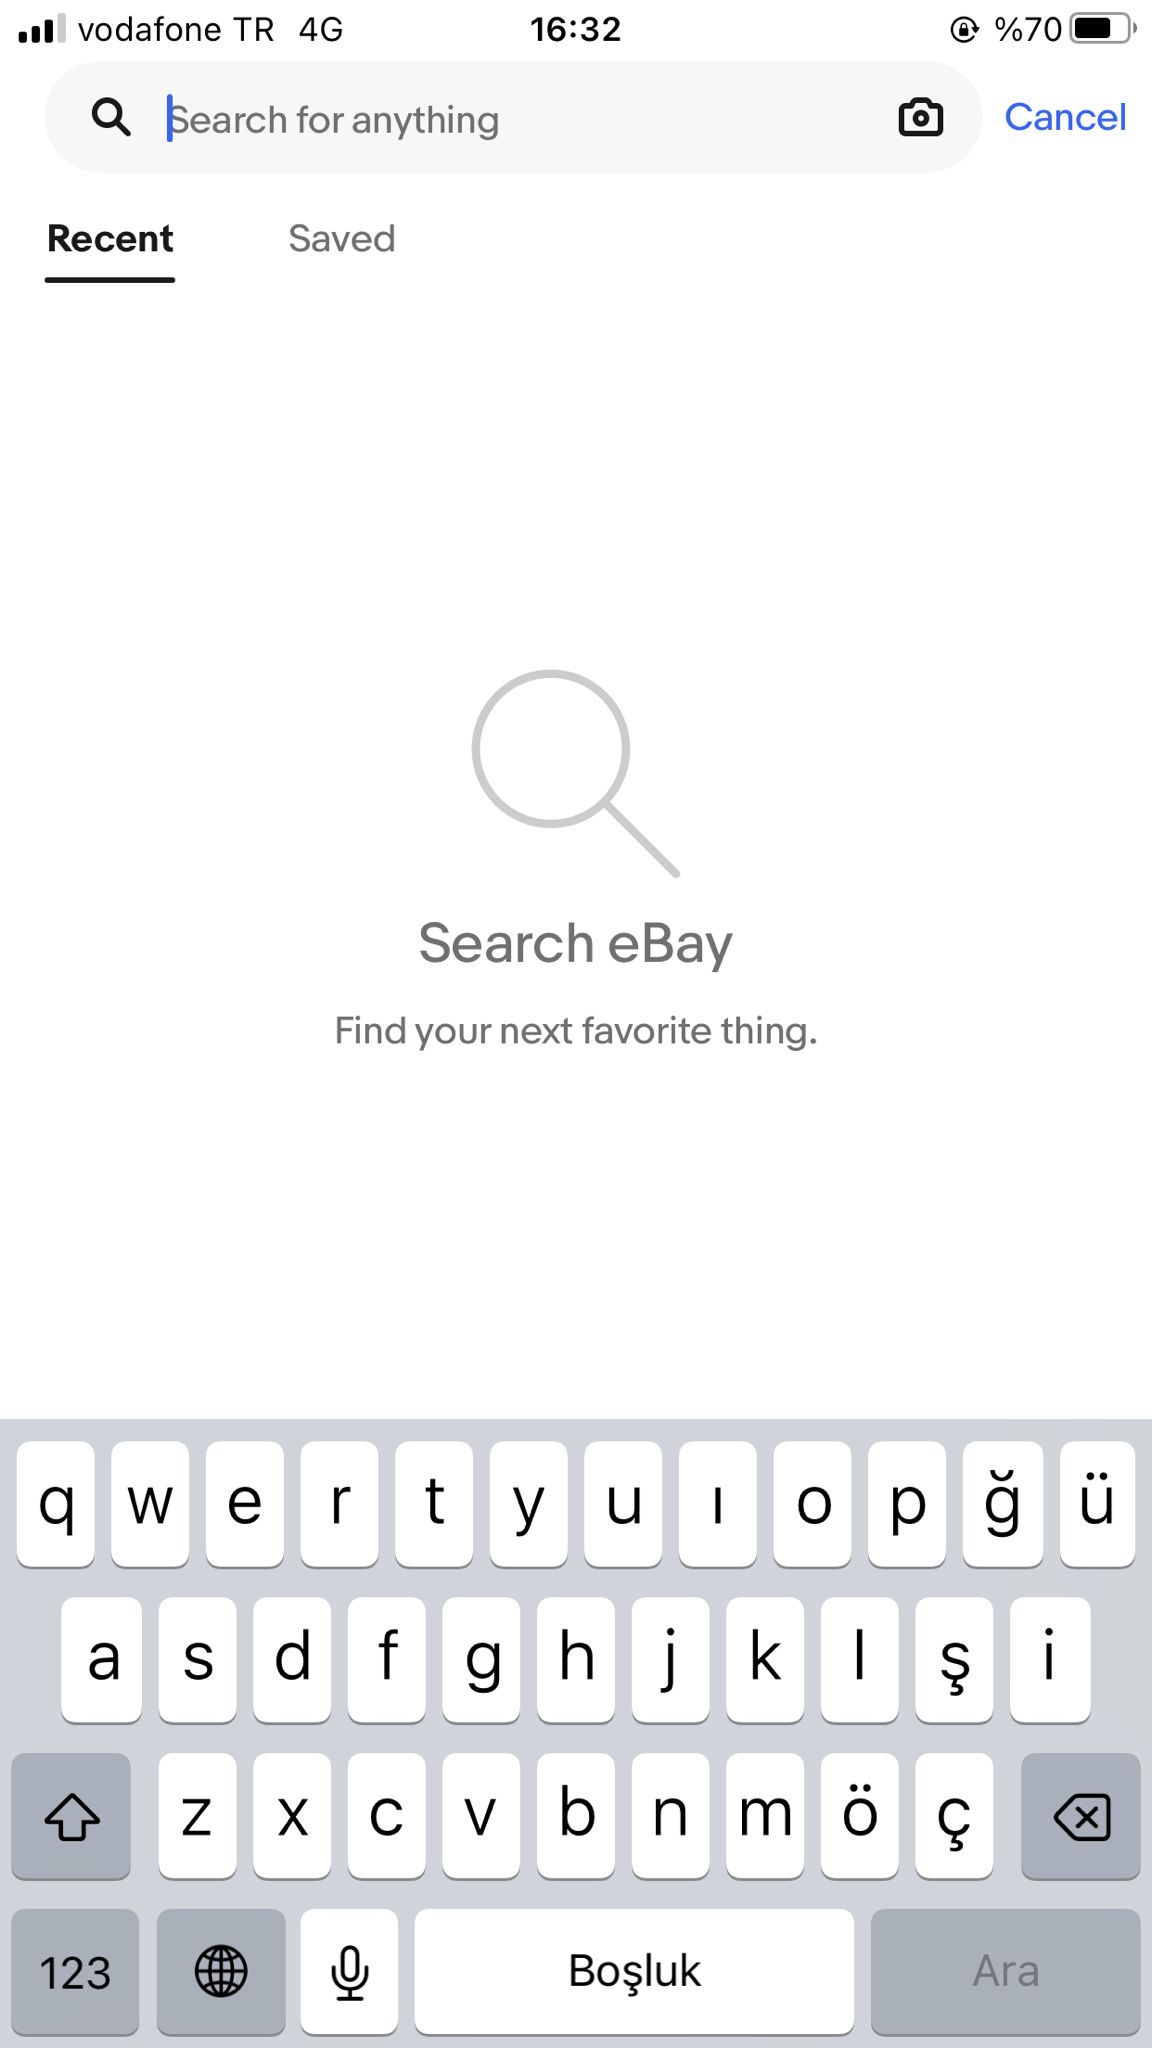 vodafone TR 4G 16:32 %70
Search for anything Cancel
Recent Saved
Search eBay
Find your next favorite thing.
q w e r t y u ı o p ğ ü
a s d f g h j k l ş i
z x c v b n m ö ç
123 Boşluk Ara